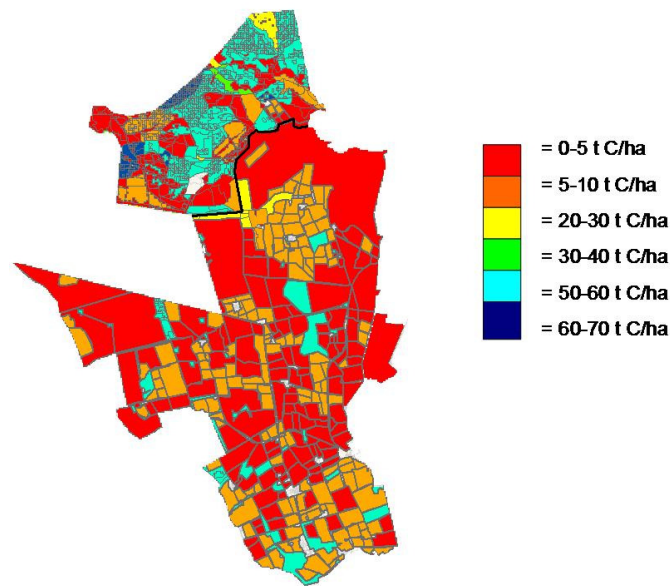 = 0-5 t C/ha
= 5-10 t C/ha
= 20-30 t C/ha
= 30-40 t C/ha
= 50-60 t C/ha
= 60-70 t C/ha